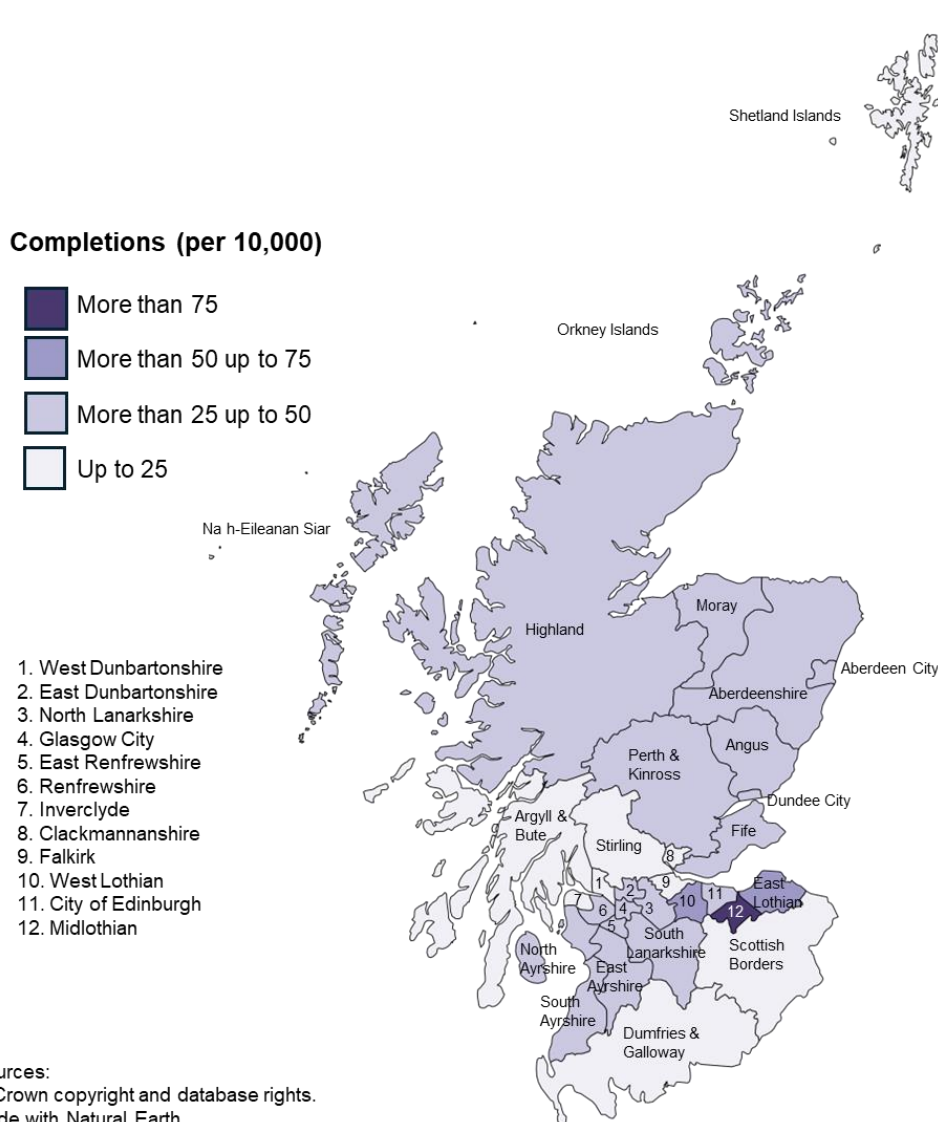 Shetland Islands
Completions (per 10,000)
More than 75
More than 50 up to 75
More than 25 up to 50
Up to 25
Orkney Islands
Na h-Eileanan Siar
Highland
Moray
Aberdeen City
Aberdeenshire
Angus
Perth &
Kinross
Dundee City
Fife
Argyll &
Bute
Stirling
8
9
1
2
7
6
4
3
5
10
11
12
East
Lothian
South
Lanarkshire
Scottish
Borders
North
Ayrshire
East
Ayrshire
South
Ayrshire
Dumfries &
Galloway
1. West Dunbartonshire
2. East Dunbartonshire
3. North Lanarkshire
4. Glasgow City
5. East Renfrewshire
6. Renfrewshire
7. Inverclyde
8. Clackmannanshire
9. Falkirk
10. West Lothian
11. City of Edinburgh
12. Midlothian
urces:
Crown copyright and database rights.
de with Natural Earth